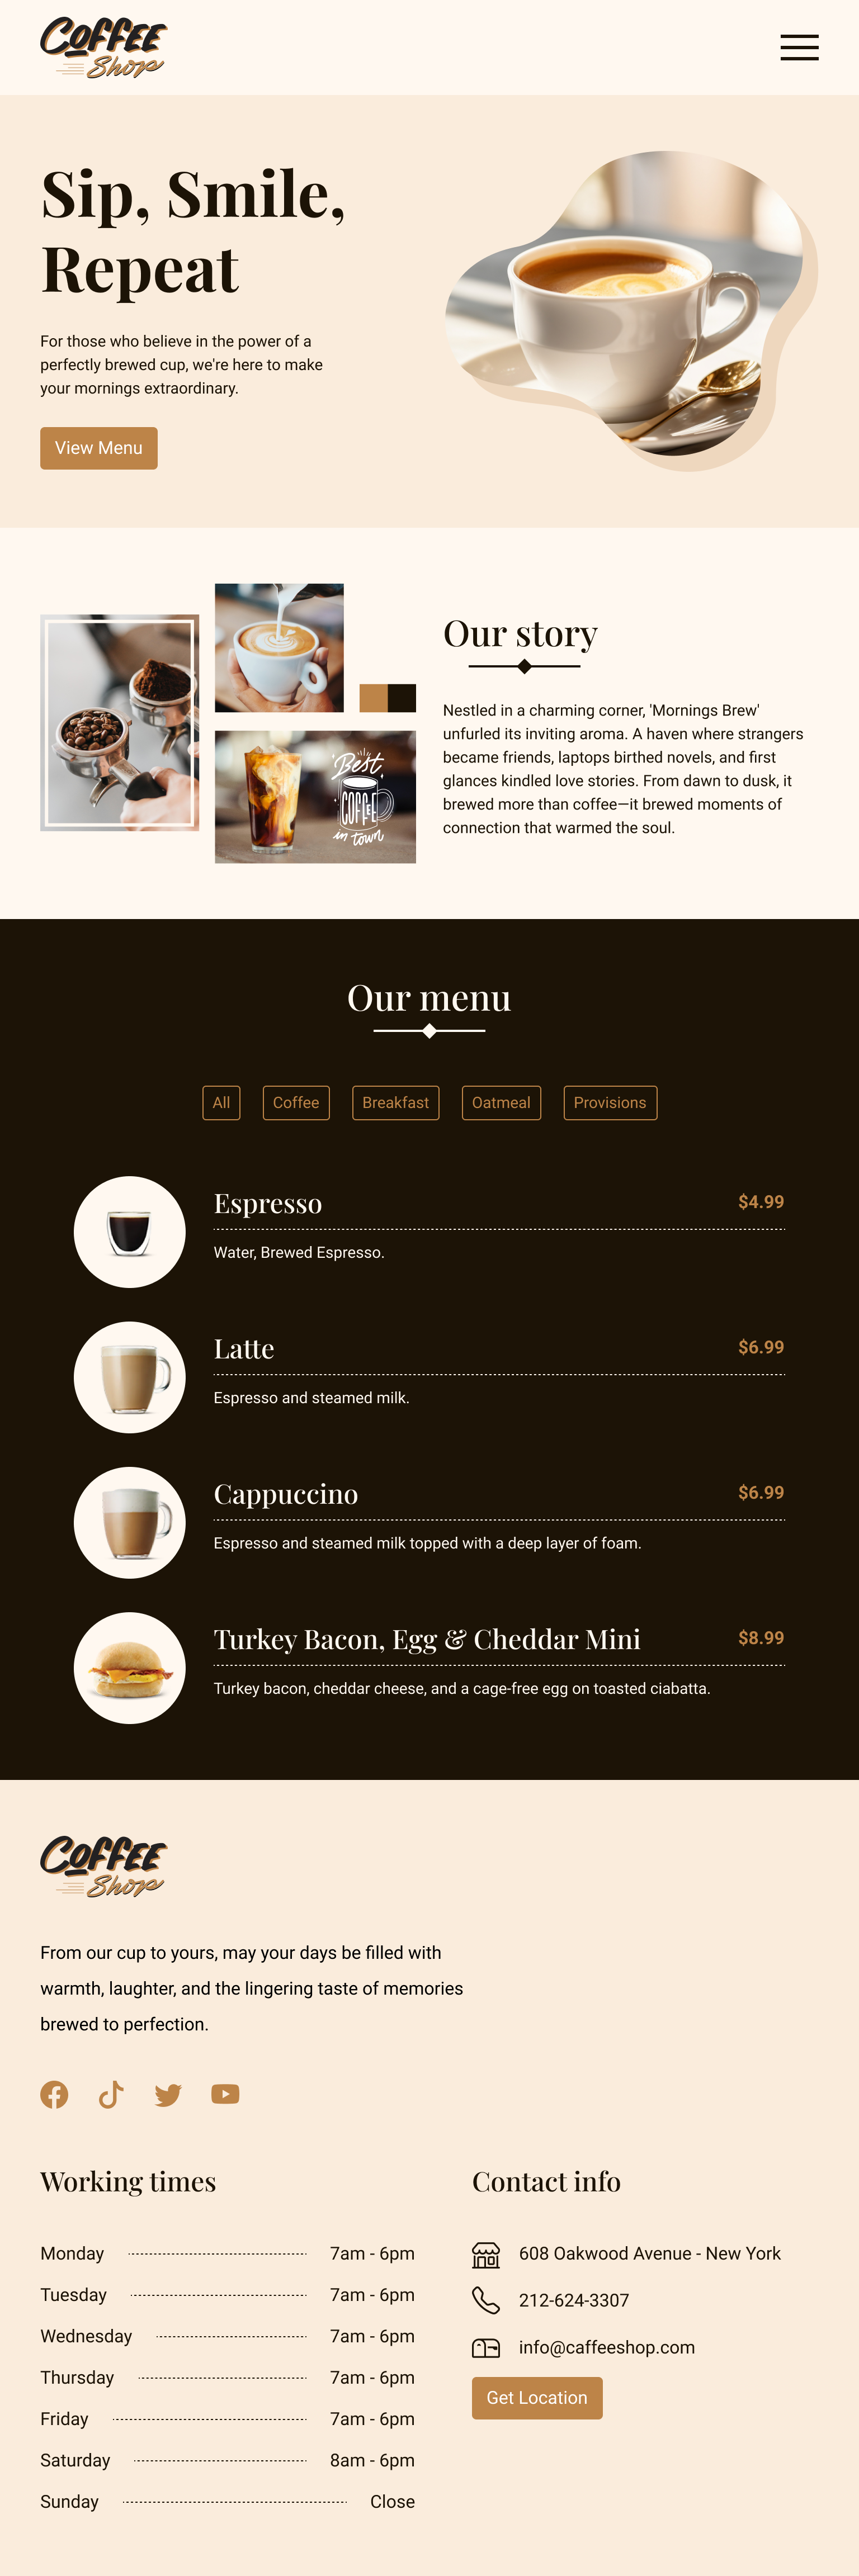 COFFEE
Shop
Sip, Smile,
Repeat
For those who believe in the power of a
perfectly brewed cup, we're here to make
your mornings extraordinary.
View Menu
Best
COFFEE
in town
Our story
Nestled in a charming corner, 'Mornings Brew'
unfurled its inviting aroma. A haven where strangers
became friends, laptops birthed novels, and first
glances kindled love stories. From dawn to dusk, it
brewed more than coffee—it brewed moments of
connection that warmed the soul.
Our menu
All Coffee Breakfast Oatmeal Provisions
Espresso $4.99
Water, Brewed Espresso.
Latte $6.99
Espresso and steamed milk.
Cappuccino $6.99
Espresso and steamed milk topped with a deep layer of foam.
Turkey Bacon, Egg & Cheddar Mini $8.99
Turkey bacon, cheddar cheese, and a cage-free egg on toasted ciabatta.
COFFEE
Shop
From our cup to yours, may your days be filled with
warmth, laughter, and the lingering taste of memories
brewed to perfection.
Working times
Monday 7am - 6pm
Tuesday 7am - 6pm
Wednesday 7am - 6pm
Thursday 7am - 6pm
Friday 7am - 6pm
Saturday 8am - 6pm
Sunday Close
Contact info
608 Oakwood Avenue - New York
212-624-3307
info@caffeeshop.com
Get Location